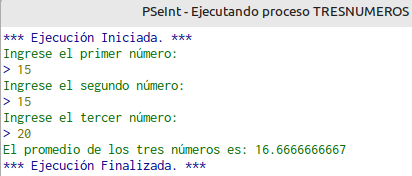 PSeInt - Ejecutando proceso TRESNUMEROS
*** Ejecución Iniciada. ***
Ingrese el primer número:
> 15
Ingrese el segundo número:
> 15
Ingrese el tercer número:
> 20
El promedio de los tres números es: 16.6666666667
*** Ejecución Finalizada. ***